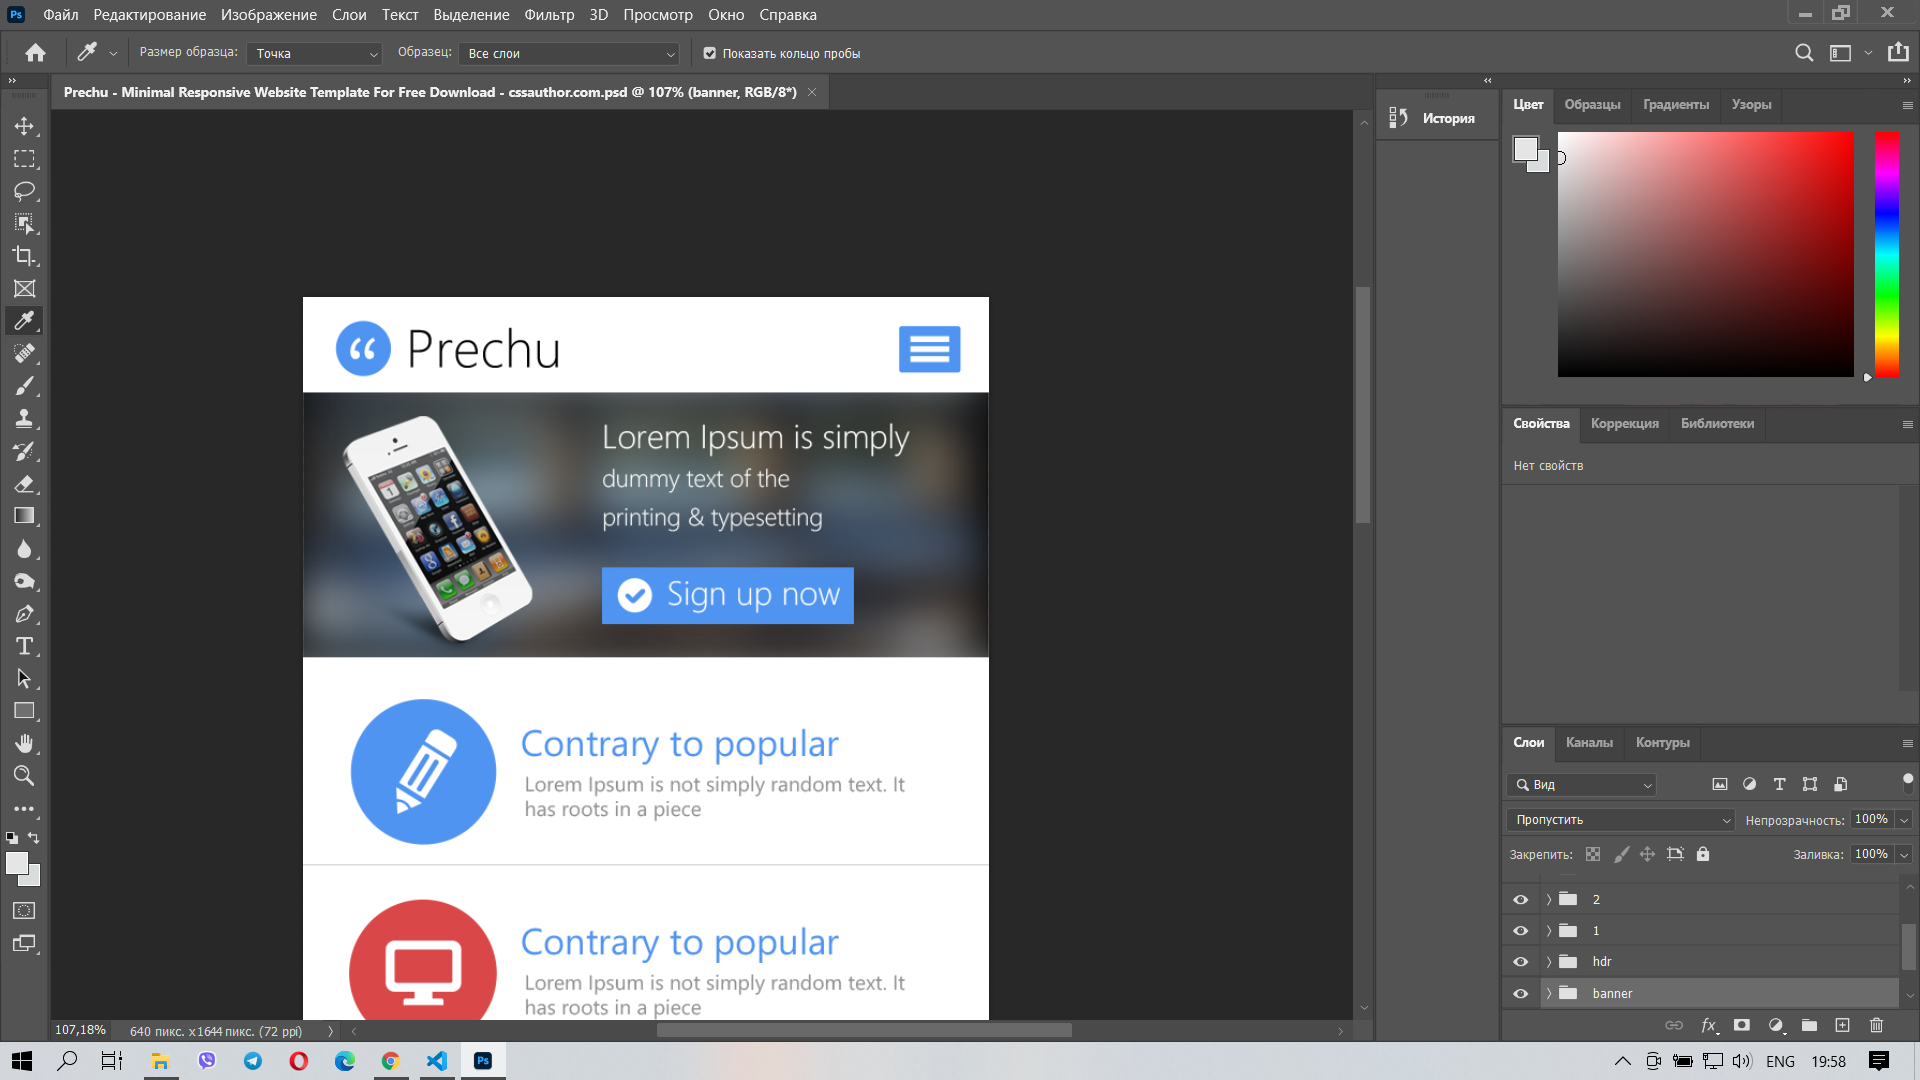 Ps Файл Редактирование Изображение Слои Текст Выделение Фильтр 3D Просмотр Окно Справка
Размер образца: Точка Образец: Все слои Показать кольцо пробы
Prechu - Minimal Responsive Website Template For Free Download - cssauthor.com.psd @ 107% (banner, RGB/8*)
История
Цвет Образцы Градиенты Узоры
Prechu
Lorem Ipsum is simply
dummy text of the
printing & typesetting
Sign up now
Contrary to popular
Lorem Ipsum is not simply random text. It
has roots in a piece
Contrary to popular
Lorem Ipsum is not simply random text. It
has roots in a piece
Свойства Коррекция Библиотеки
Нет свойств
Слои Каналы Контуры
Вид
Пропустить Непрозрачность: 100%
Закрепить: Заливка: 100%
2
1
hdr
banner
fx
107,18% 640 пикс. x 1644 пикс. (72 ppi)
Ps ENG 19:58